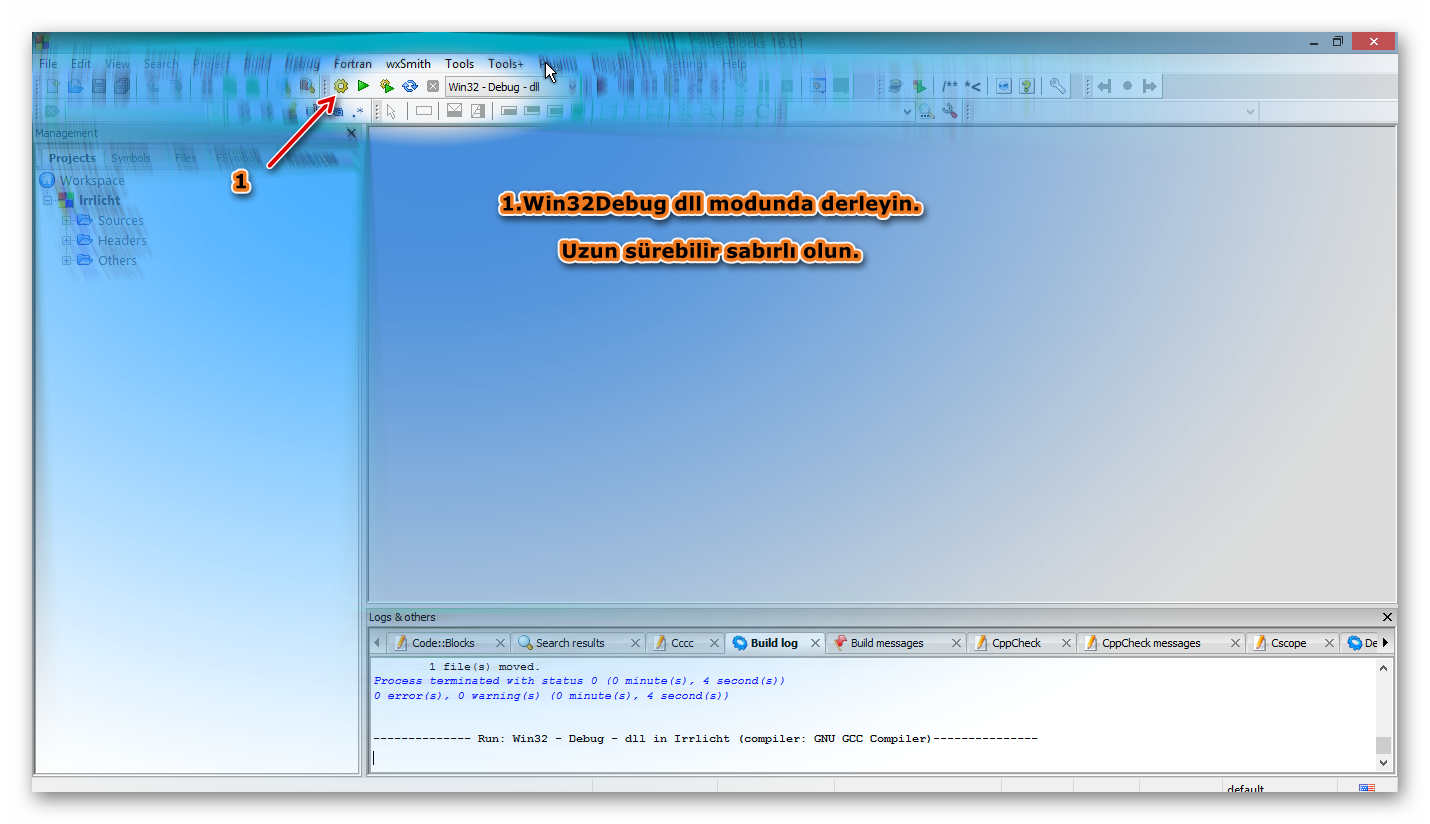 Code::Blocks 16.01
File Edit View Search Project Build Debug Fortran wxSmith Tools Tools+ Settings Help
Win32 - Debug - dll
/** *<
.*
S C
Management
Projects Symbols Files FSymbols
Workspace
Irrlicht
Sources
Headers
Others
1
1.Win32Debug dll modunda derleyin.
Uzun sürebilir sabırlı olun.
Logs & others
Code::Blocks Search results Cccc Build log Build messages CppCheck CppCheck messages Cscope De
1 file(s) moved.
Process terminated with status 0 (0 minute(s), 4 second(s))
0 error(s), 0 warning(s) (0 minute(s), 4 second(s))
-------------- Run: Win32 - Debug - dll in Irrlicht (compiler: GNU GCC Compiler)---------------
default